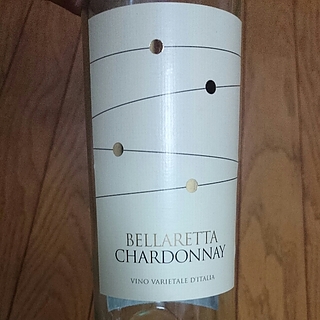 BELLARETTA
CHARDONNAY
VINO VARIETALE D'ITALIA